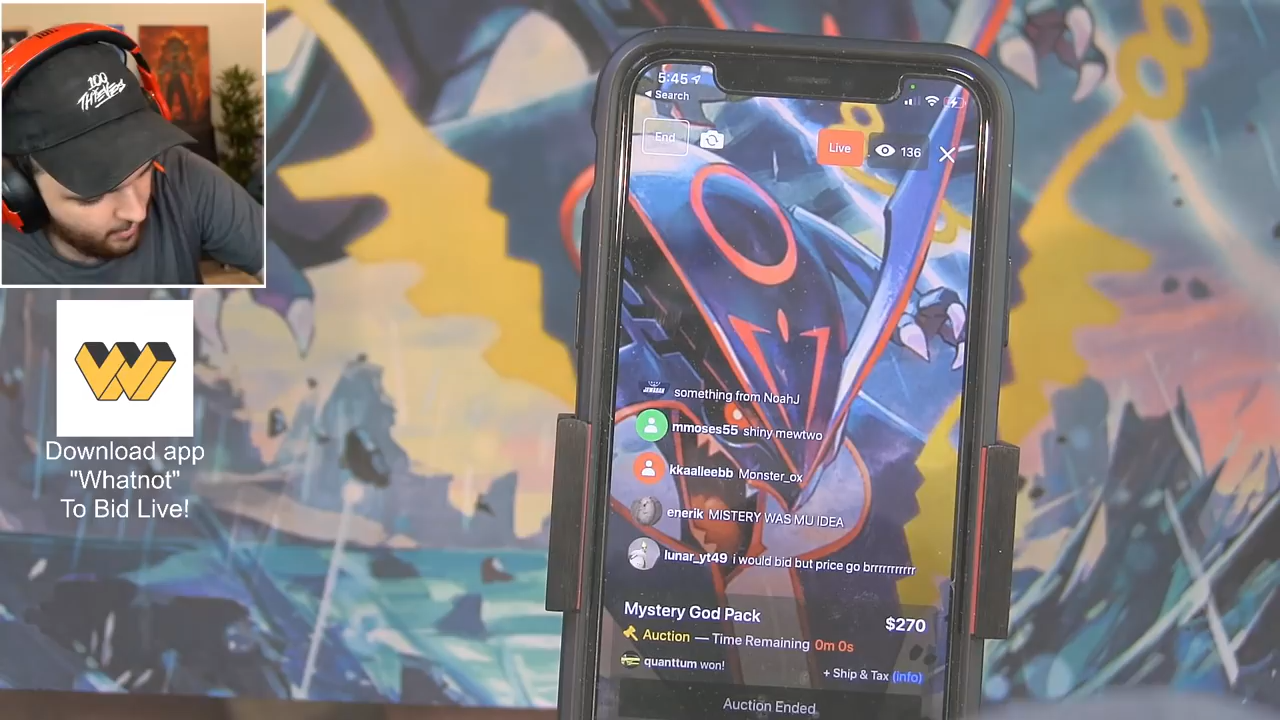 100
THIEVES
Download app
"Whatnot"
To Bid Live!
5:45
Search
End
Live
136
something from NoahJ
mmoses55 shiny mewtwo
kkaalleebb Monster_ox
enerik MISTERY WAS MU IDEA
lunar_yt49 i would bid but price go brrrrrrrrrrr
Mystery God Pack
$270
Auction — Time Remaining 0m 0s
quanttum won!
+ Ship & Tax (info)
Auction Ended